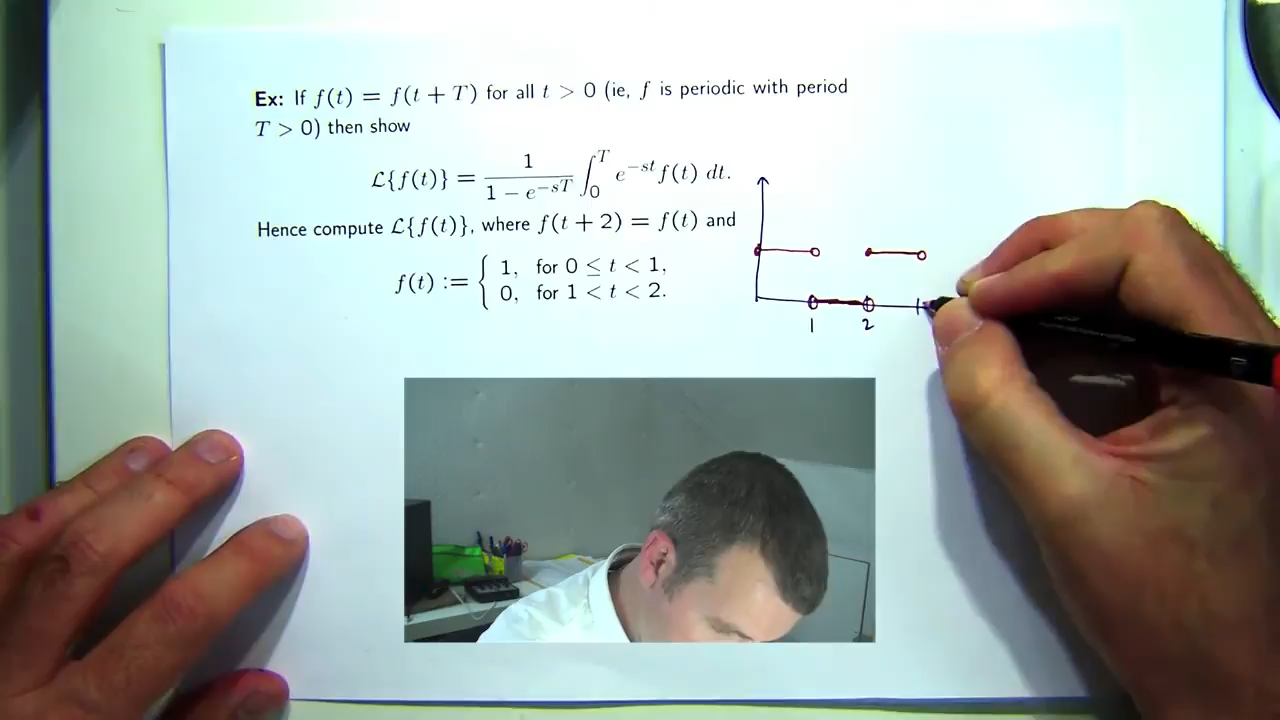 Ex: If f(t) = f(t + T) for all t > 0 (ie, f is periodic with period
T > 0) then show
ℒ{f(t)} = \frac{1}{1 − e^{−sT}} ∫_0^T e^{−st} f(t) dt.
Hence compute ℒ{f(t)}, where f(t + 2) = f(t) and
f(t) := { 1, for 0 ≤ t < 1,
0, for 1 < t < 2.
1 2